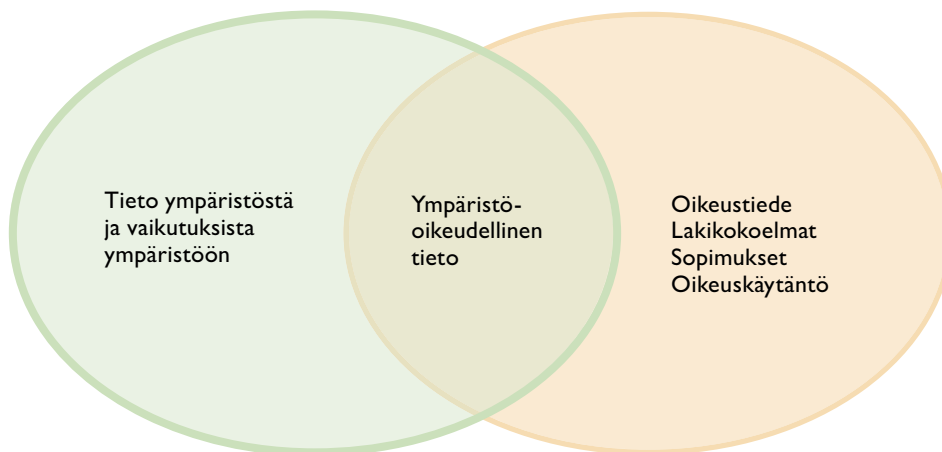 Tieto ympäristöstä
ja vaikutuksista
ympäristöön
Ympäristö-
oikeudellinen
tieto
Oikeustiede
Lakikokoelmat
Sopimukset
Oikeuskäytäntö